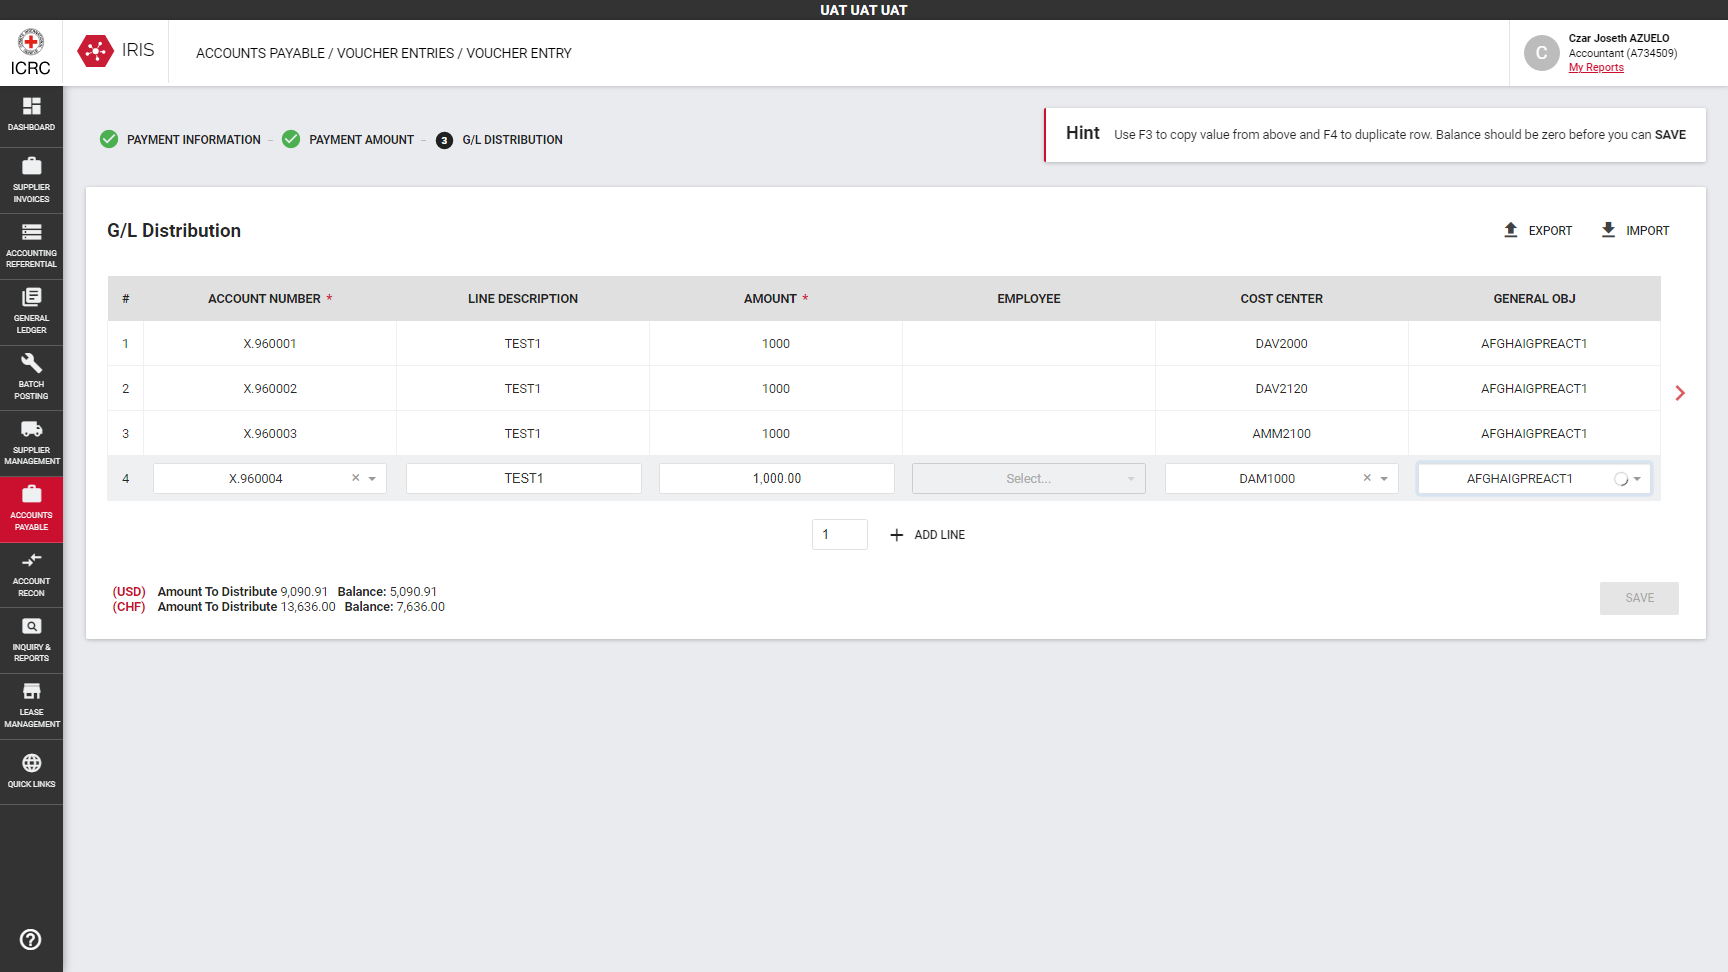 UAT UAT UAT
ICRC
IRIS
ACCOUNTS PAYABLE / VOUCHER ENTRIES / VOUCHER ENTRY
C
Czar Joseth AZUELO
Accountant (A734509)
My Reports
DASHBOARD
SUPPLIER
INVOICES
ACCOUNTING
REFERENTIAL
GENERAL
LEDGER
BATCH
POSTING
SUPPLIER
MANAGEMENT
ACCOUNTS
PAYABLE
ACCOUNT
RECON
INQUIRY &
REPORTS
LEASE
MANAGEMENT
QUICK LINKS
PAYMENT INFORMATION – PAYMENT AMOUNT – 3 G/L DISTRIBUTION
Hint Use F3 to copy value from above and F4 to duplicate row. Balance should be zero before you can SAVE
G/L Distribution
EXPORT IMPORT
# ACCOUNT NUMBER * LINE DESCRIPTION AMOUNT * EMPLOYEE COST CENTER GENERAL OBJ
1 X.960001 TEST1 1000 DAV2000 AFGHAIGPREACT1
2 X.960002 TEST1 1000 DAV2120 AFGHAIGPREACT1
3 X.960003 TEST1 1000 AMM2100 AFGHAIGPREACT1
4 X.960004 × TEST1 1,000.00 Select... DAM1000 × AFGHAIGPREACT1
1 + ADD LINE
(USD) Amount To Distribute 9,090.91 Balance: 5,090.91
(CHF) Amount To Distribute 13,636.00 Balance: 7,636.00
SAVE